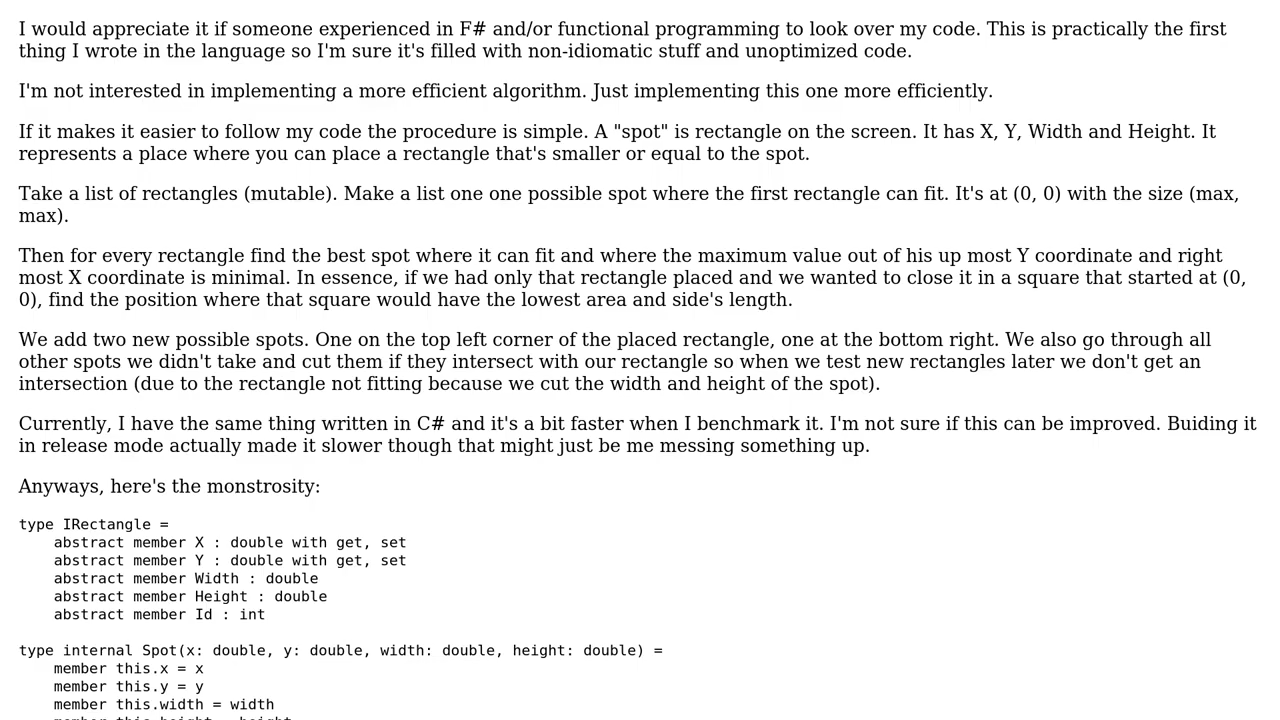 I would appreciate it if someone experienced in F# and/or functional programming to look over my code. This is practically the first
thing I wrote in the language so I'm sure it's filled with non-idiomatic stuff and unoptimized code.
I'm not interested in implementing a more efficient algorithm. Just implementing this one more efficiently.
If it makes it easier to follow my code the procedure is simple. A "spot" is rectangle on the screen. It has X, Y, Width and Height. It
represents a place where you can place a rectangle that's smaller or equal to the spot.
Take a list of rectangles (mutable). Make a list one one possible spot where the first rectangle can fit. It's at (0, 0) with the size (max,
max).
Then for every rectangle find the best spot where it can fit and where the maximum value out of his up most Y coordinate and right
most X coordinate is minimal. In essence, if we had only that rectangle placed and we wanted to close it in a square that started at (0,
0), find the position where that square would have the lowest area and side's length.
We add two new possible spots. One on the top left corner of the placed rectangle, one at the bottom right. We also go through all
other spots we didn't take and cut them if they intersect with our rectangle so when we test new rectangles later we don't get an
intersection (due to the rectangle not fitting because we cut the width and height of the spot).
Currently, I have the same thing written in C# and it's a bit faster when I benchmark it. I'm not sure if this can be improved. Buiding it
in release mode actually made it slower though that might just be me messing something up.
Anyways, here's the monstrosity:
type IRectangle =
    abstract member X : double with get, set
    abstract member Y : double with get, set
    abstract member Width : double
    abstract member Height : double
    abstract member Id : int
type internal Spot(x: double, y: double, width: double, height: double) =
    member this.x = x
    member this.y = y
    member this.width = width